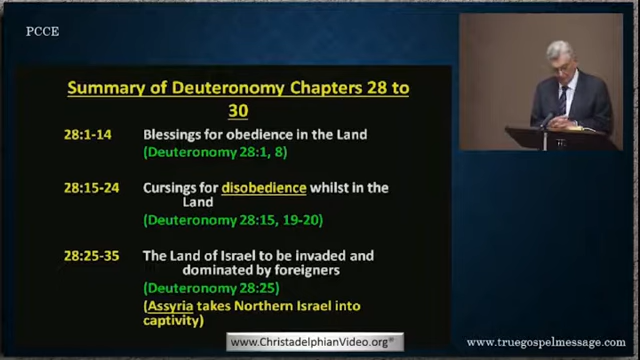 PCCE
Summary of Deuteronomy Chapters 28 to
30
28:1-14 Blessings for obedience in the Land
(Deuteronomy 28:1, 8)
28:15-24 Cursings for disobedience whilst in the
Land
(Deuteronomy 28:15, 19-20)
28:25-35 The Land of Israel to be invaded and
dominated by foreigners
(Deuteronomy 28:25)
(Assyria takes Northern Israel into
captivity)
www.ChristadelphianVideo.org®
www.truegospelmessage.com